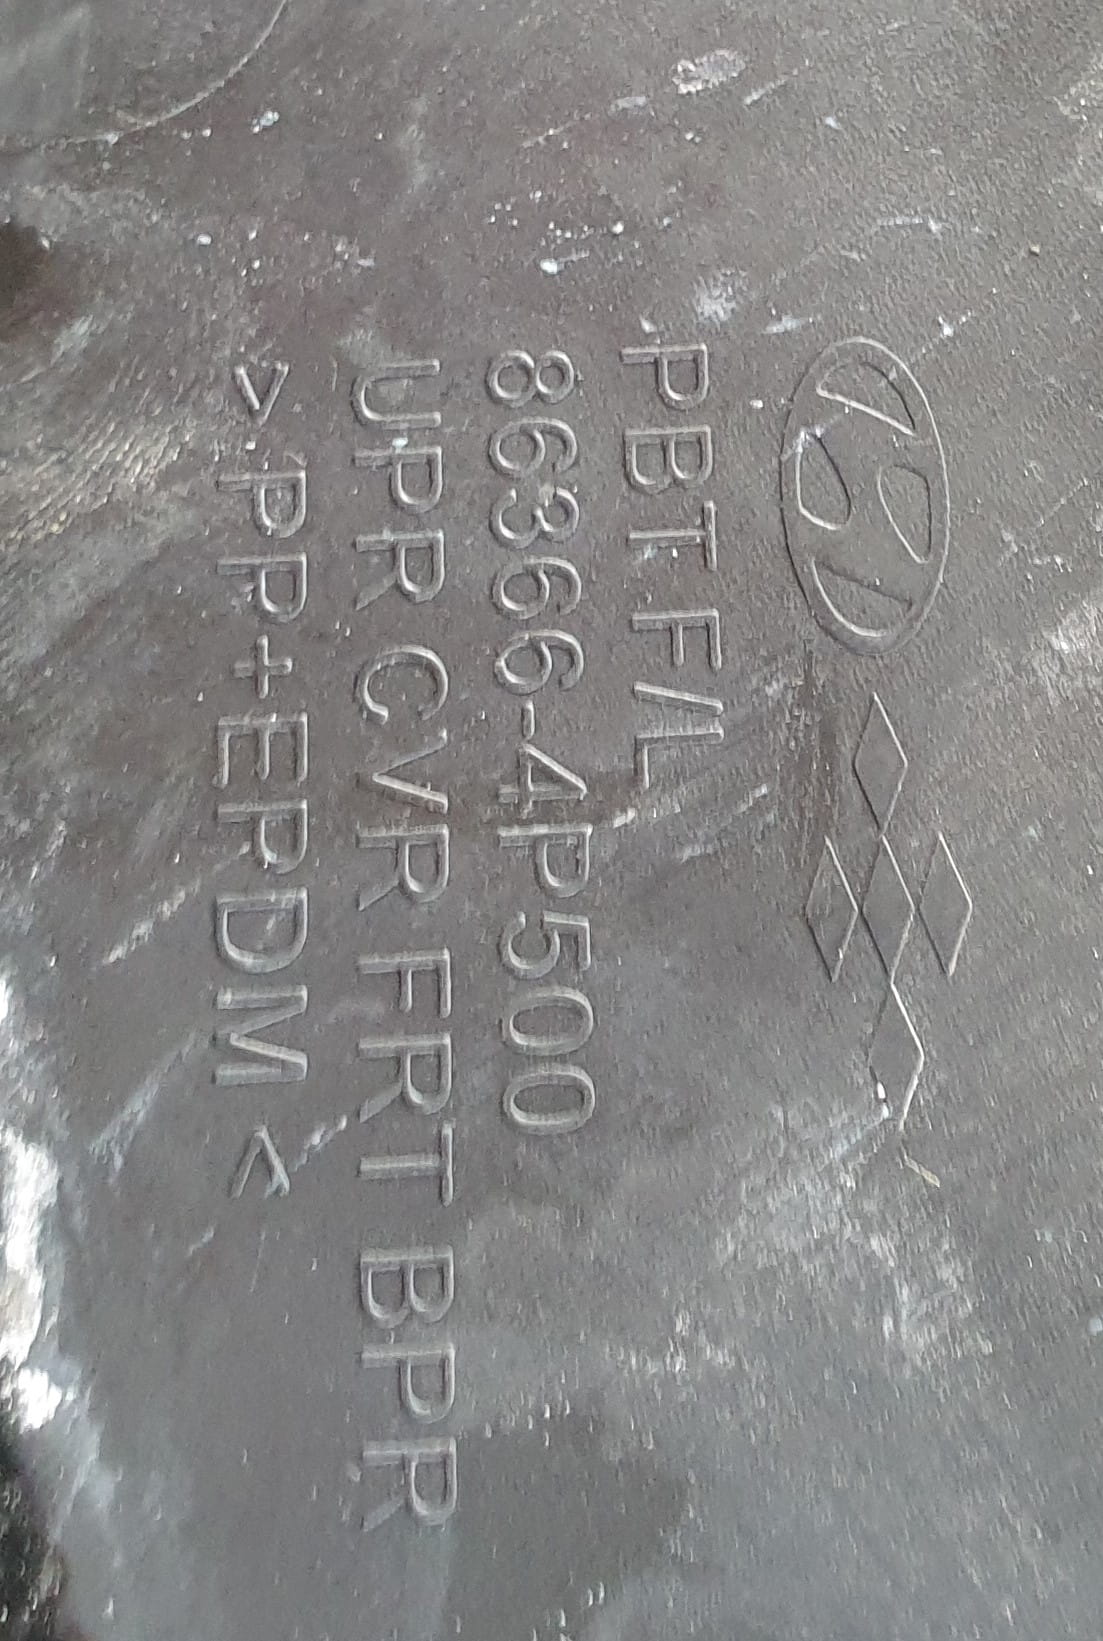 PBT F/L
86366-4P500
UPR CVR FRT BPR
>PP+EPDM<